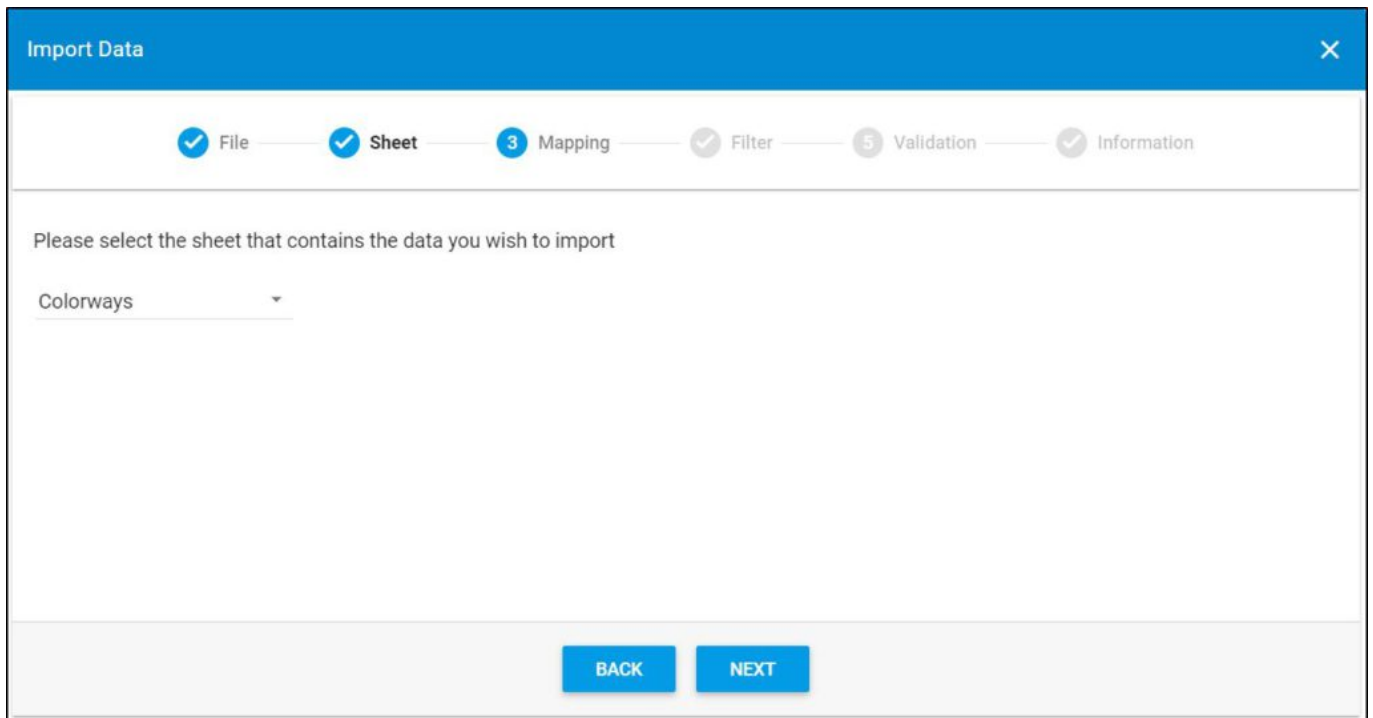 Import Data
File Sheet 3 Mapping Filter 5 Validation Information
Please select the sheet that contains the data you wish to import
Colorways
BACK NEXT